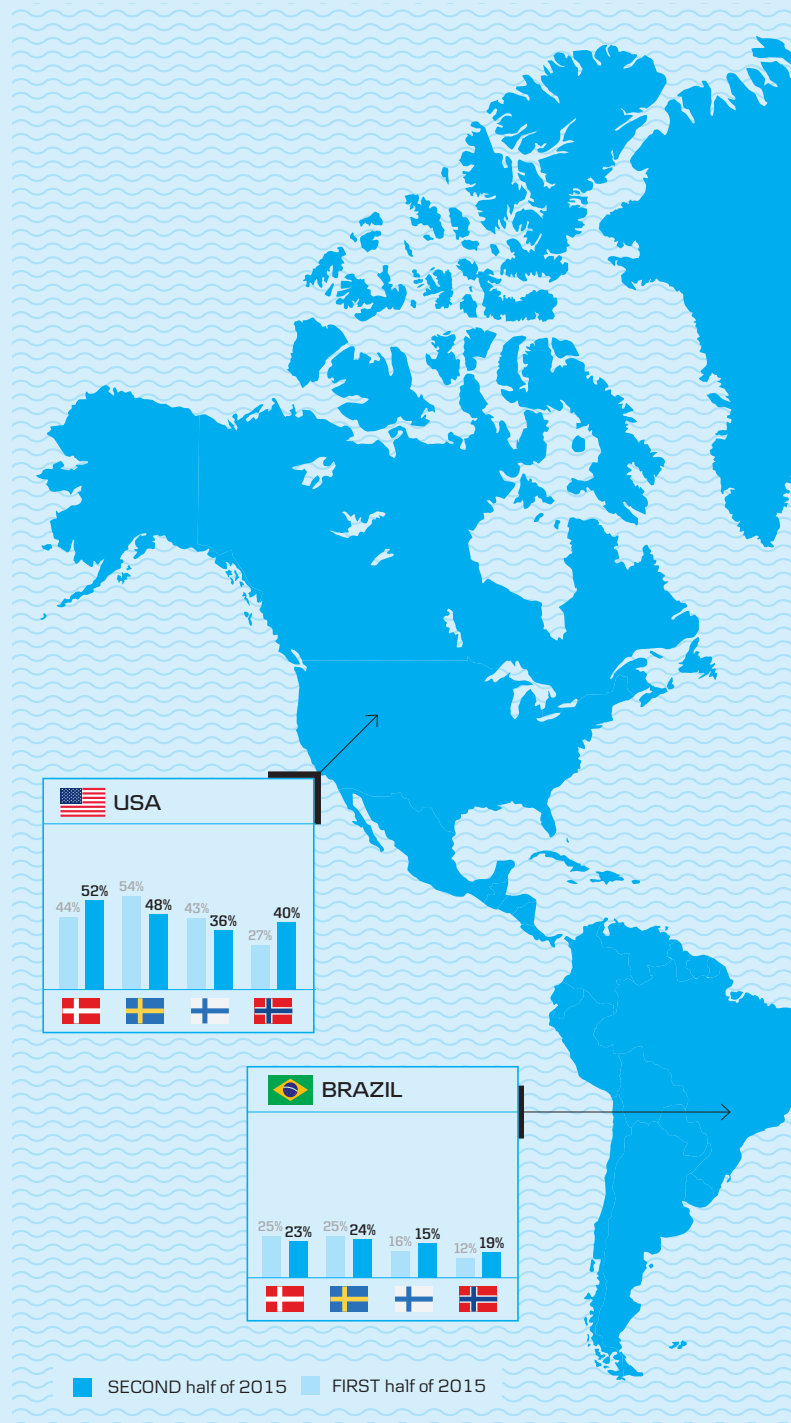 USA
44% 52% 54% 48% 43% 36% 27% 40%
BRAZIL
25% 23% 25% 24% 16% 15% 12% 19%
SECOND half of 2015 FIRST half of 2015